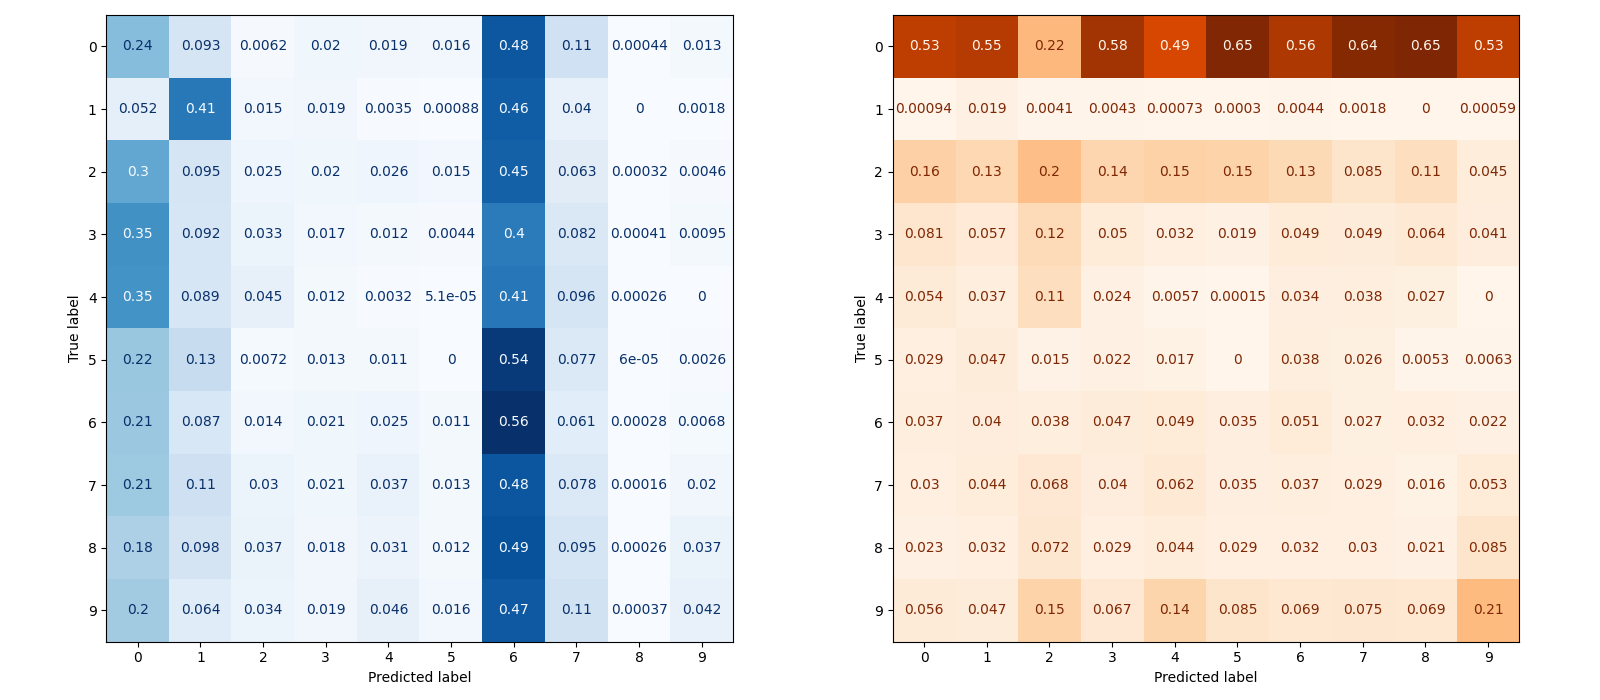 0 0.24 0.093 0.0062 0.02 0.019 0.016 0.48 0.11 0.00044 0.013
1 0.052 0.41 0.015 0.019 0.0035 0.00088 0.46 0.04 0 0.0018
2 0.3 0.095 0.025 0.02 0.026 0.015 0.45 0.063 0.00032 0.0046
3 0.35 0.092 0.033 0.017 0.012 0.0044 0.4 0.082 0.00041 0.0095
4 0.35 0.089 0.045 0.012 0.0032 5.1e-05 0.41 0.096 0.00026 0
5 0.22 0.13 0.0072 0.013 0.011 0 0.54 0.077 6e-05 0.0026
6 0.21 0.087 0.014 0.021 0.025 0.011 0.56 0.061 0.00028 0.0068
7 0.21 0.11 0.03 0.021 0.037 0.013 0.48 0.078 0.00016 0.02
8 0.18 0.098 0.037 0.018 0.031 0.012 0.49 0.095 0.00026 0.037
9 0.2 0.064 0.034 0.019 0.046 0.016 0.47 0.11 0.00037 0.042
0 1 2 3 4 5 6 7 8 9
True label
Predicted label
0 0.53 0.55 0.22 0.58 0.49 0.65 0.56 0.64 0.65 0.53
1 0.00094 0.019 0.0041 0.0043 0.00073 0.0003 0.0044 0.0018 0 0.00059
2 0.16 0.13 0.2 0.14 0.15 0.15 0.13 0.085 0.11 0.045
3 0.081 0.057 0.12 0.05 0.032 0.019 0.049 0.049 0.064 0.041
4 0.054 0.037 0.11 0.024 0.0057 0.00015 0.034 0.038 0.027 0
5 0.029 0.047 0.015 0.022 0.017 0 0.038 0.026 0.0053 0.0063
6 0.037 0.04 0.038 0.047 0.049 0.035 0.051 0.027 0.032 0.022
7 0.03 0.044 0.068 0.04 0.062 0.035 0.037 0.029 0.016 0.053
8 0.023 0.032 0.072 0.029 0.044 0.029 0.032 0.03 0.021 0.085
9 0.056 0.047 0.15 0.067 0.14 0.085 0.069 0.075 0.069 0.21
0 1 2 3 4 5 6 7 8 9
True label
Predicted label